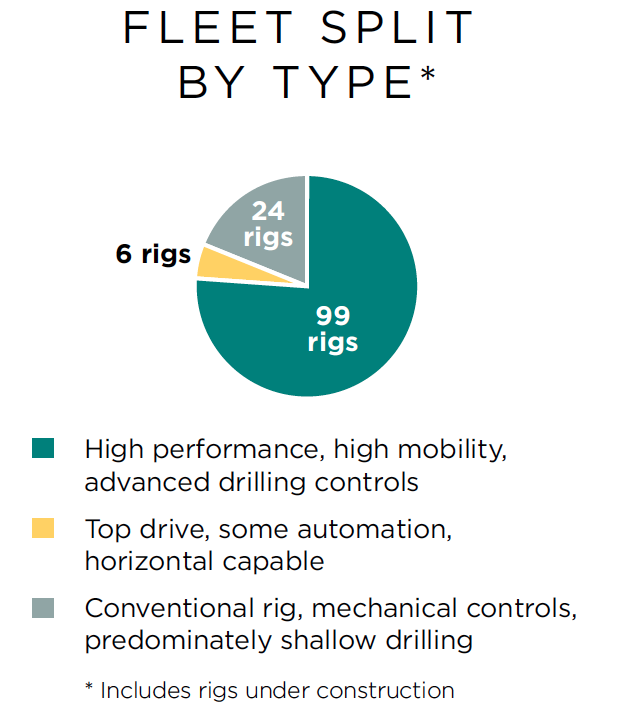 FLEET SPLIT
BY TYPE*
24
rigs
6 rigs
99
rigs
High performance, high mobility,
advanced drilling controls
Top drive, some automation,
horizontal capable
Conventional rig, mechanical controls,
predominately shallow drilling
* Includes rigs under construction